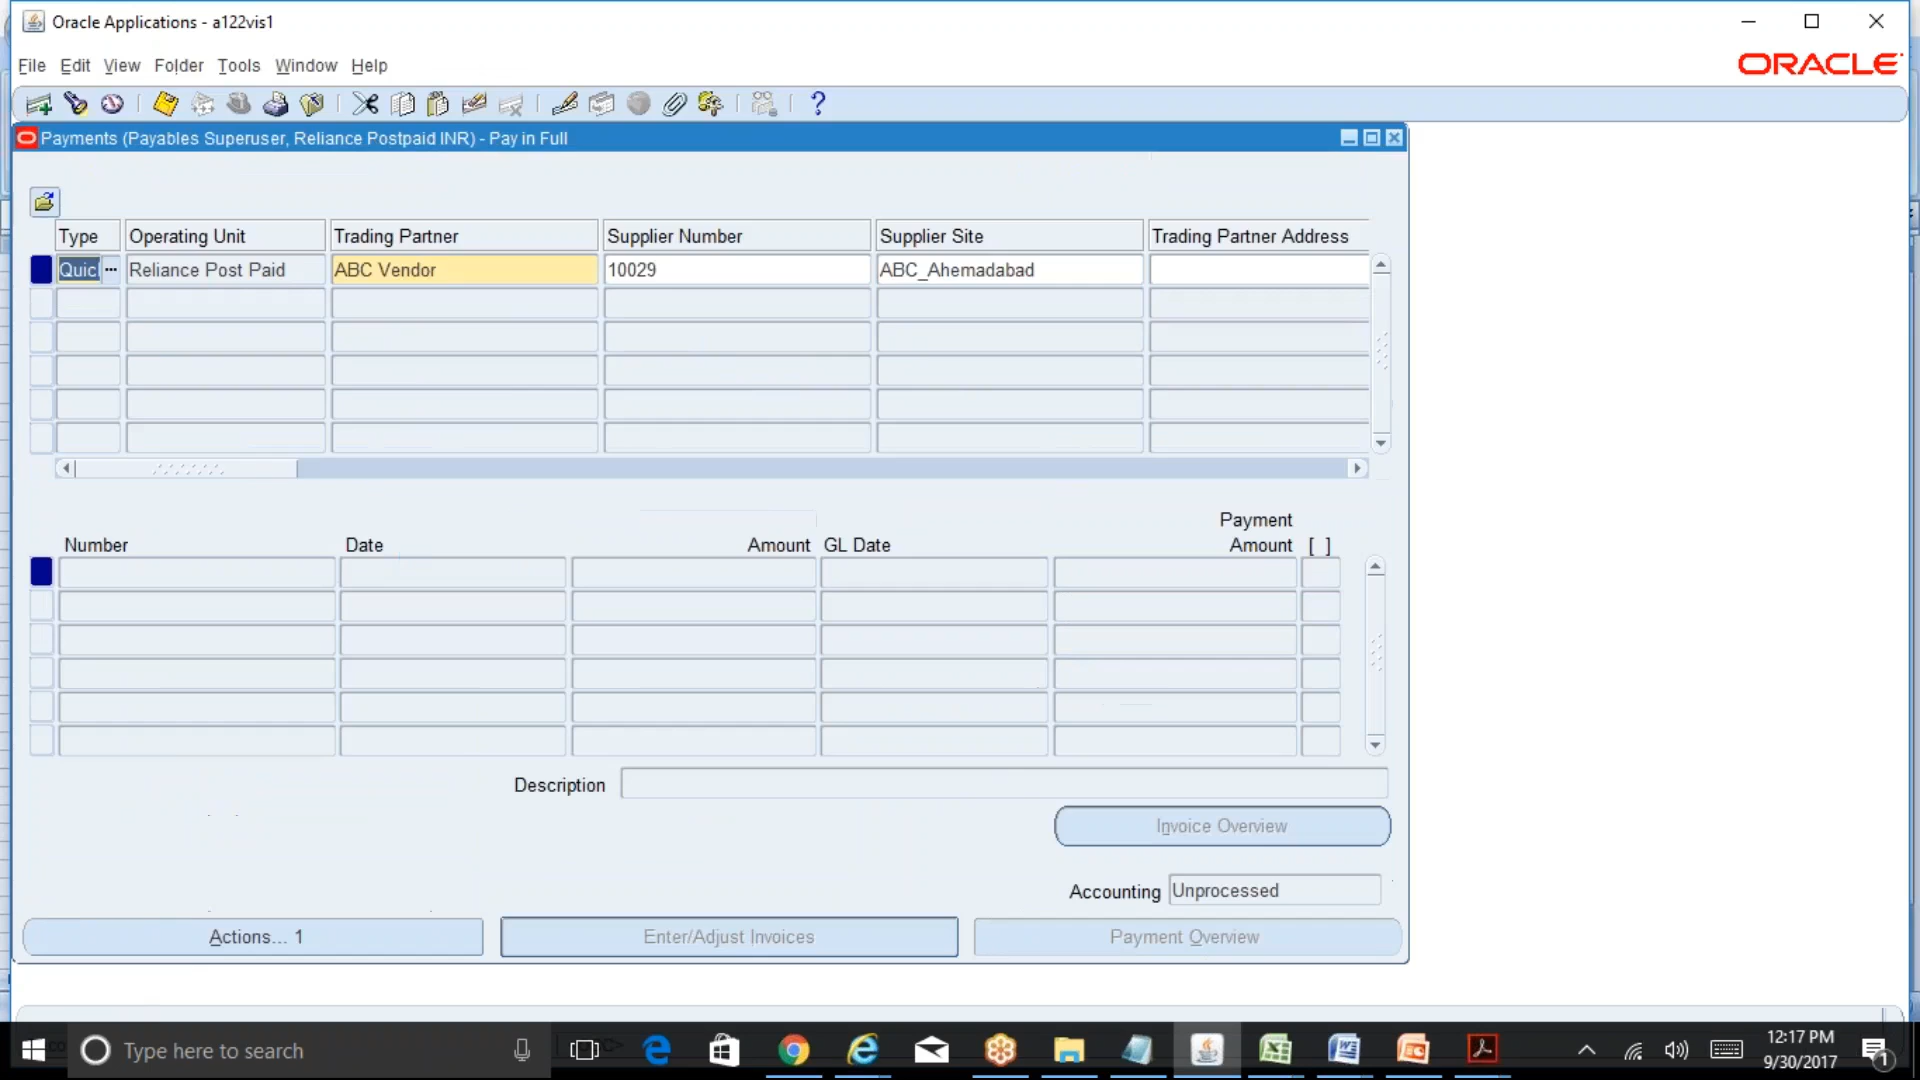 Oracle Applications - a122vis1
File Edit View Folder Tools Window Help
ORACLE
Payments (Payables Superuser, Reliance Postpaid INR) - Pay in Full
Type Operating Unit Trading Partner Supplier Number Supplier Site Trading Partner Address
Quic Reliance Post Paid ABC Vendor 10029 ABC_Ahemadabad
Payment
Number Date Amount GL Date Amount [ ]
Description
Invoice Overview
Accounting Unprocessed
Actions... 1 Enter/Adjust Invoices Payment Overview
Type here to search
12:17 PM
9/30/2017
1